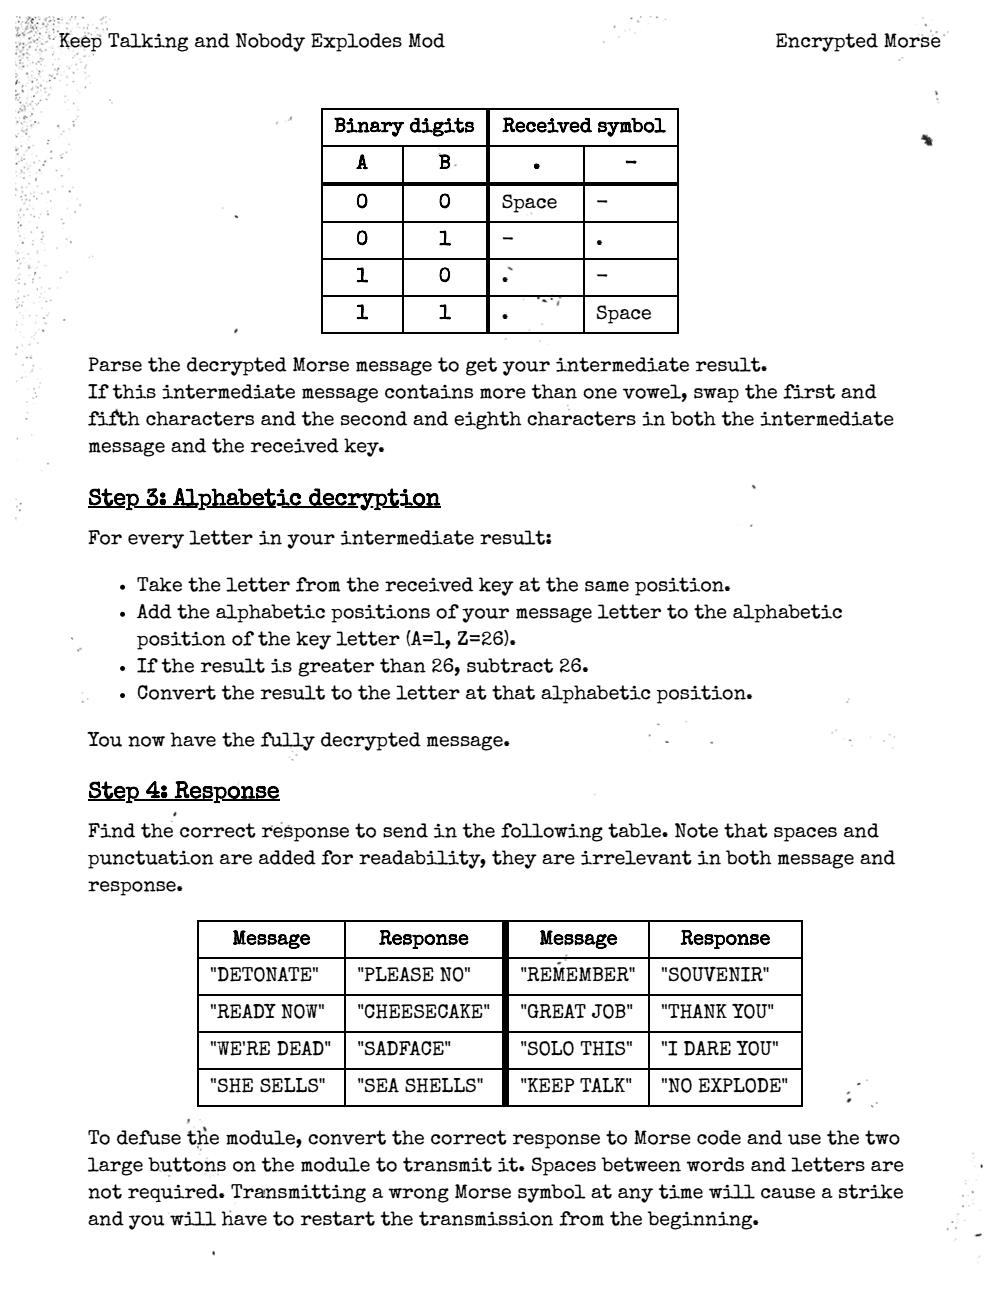 Keep Talking and Nobody Explodes Mod
Encrypted Morse
Binary digits Received symbol
A B . -
0 0 Space -
0 1 - .
1 0 . -
1 1 . Space
Parse the decrypted Morse message to get your intermediate result.
If this intermediate message contains more than one vowel, swap the first and
fifth characters and the second and eighth characters in both the intermediate
message and the received key.
Step 3: Alphabetic decryption
For every letter in your intermediate result:
• Take the letter from the received key at the same position.
• Add the alphabetic positions of your message letter to the alphabetic
position of the key letter (A=1, Z=26).
• If the result is greater than 26, subtract 26.
• Convert the result to the letter at that alphabetic position.
You now have the fully decrypted message.
Step 4: Response
Find the correct response to send in the following table. Note that spaces and
punctuation are added for readability, they are irrelevant in both message and
response.
Message Response Message Response
"DETONATE" "PLEASE NO" "REMEMBER" "SOUVENIR"
"READY NOW" "CHEESECAKE" "GREAT JOB" "THANK YOU"
"WE'RE DEAD" "SADFACE" "SOLO THIS" "I DARE YOU"
"SHE SELLS" "SEA SHELLS" "KEEP TALK" "NO EXPLODE"
To defuse the module, convert the correct response to Morse code and use the two
large buttons on the module to transmit it. Spaces between words and letters are
not required. Transmitting a wrong Morse symbol at any time will cause a strike
and you will have to restart the transmission from the beginning.